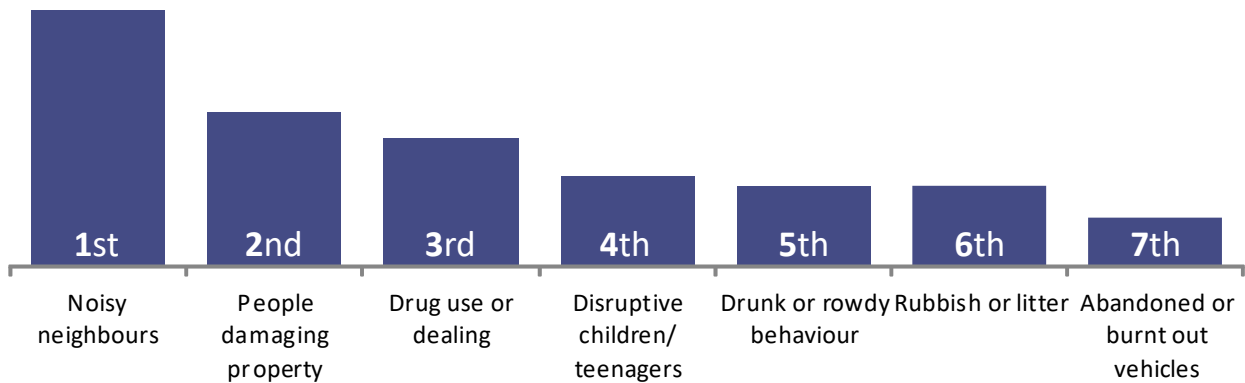 1st
2nd
3rd
4th
5th
6th
7th
Noisy
neighbours
People
damaging
property
Drug use or
dealing
Disruptive
children/
teenagers
Drunk or rowdy
behaviour
Rubbish or litter
Abandoned or
burnt out
vehicles